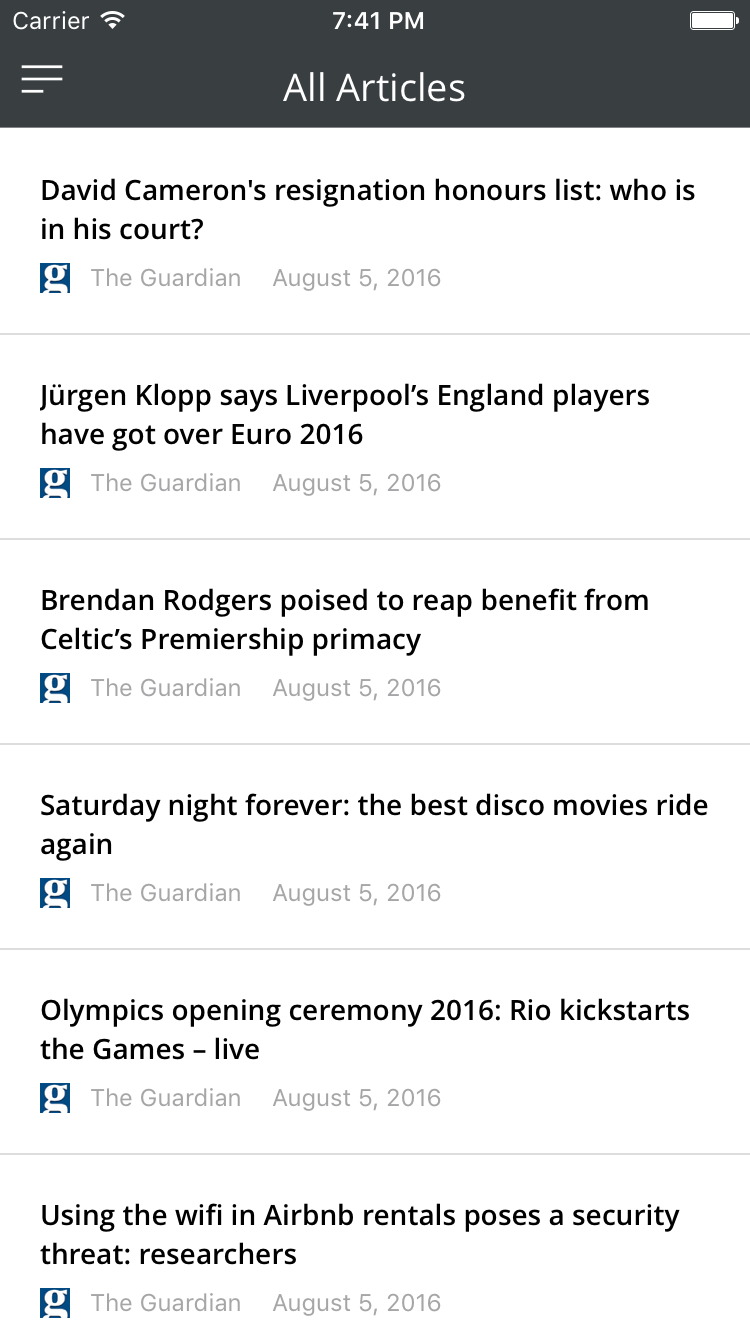 Carrier 7:41 PM
All Articles
David Cameron's resignation honours list: who is
in his court?
g The Guardian August 5, 2016
Jürgen Klopp says Liverpool’s England players
have got over Euro 2016
g The Guardian August 5, 2016
Brendan Rodgers poised to reap benefit from
Celtic’s Premiership primacy
g The Guardian August 5, 2016
Saturday night forever: the best disco movies ride
again
g The Guardian August 5, 2016
Olympics opening ceremony 2016: Rio kickstarts
the Games – live
g The Guardian August 5, 2016
Using the wifi in Airbnb rentals poses a security
threat: researchers
g The Guardian August 5, 2016